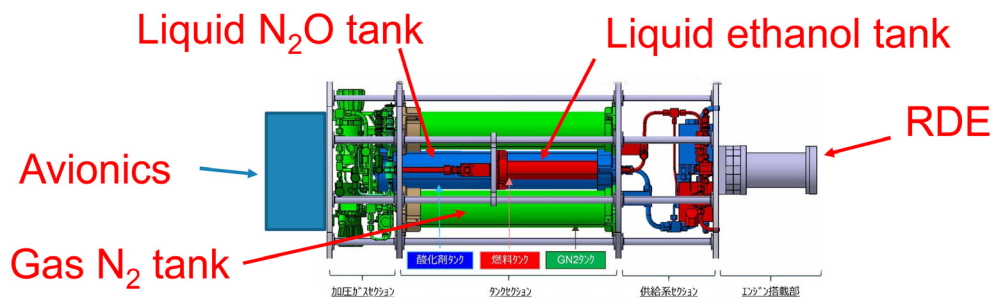 Liquid N₂O tank
Liquid ethanol tank
RDE
Avionics
Gas N₂ tank
酸化剤タンク
燃料タンク
GN2タンク
加圧ガスセクション
タンクセクション
供給系セクション
エンジン搭載部